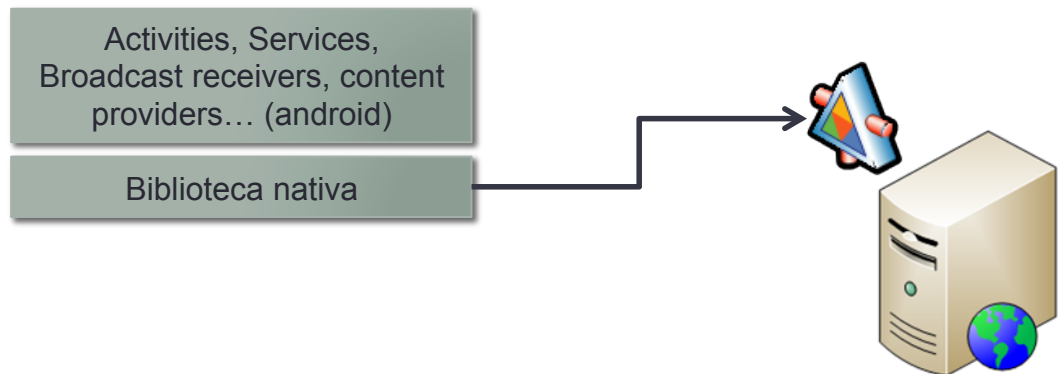 Activities, Services,
Broadcast receivers, content
providers… (android)
Biblioteca nativa